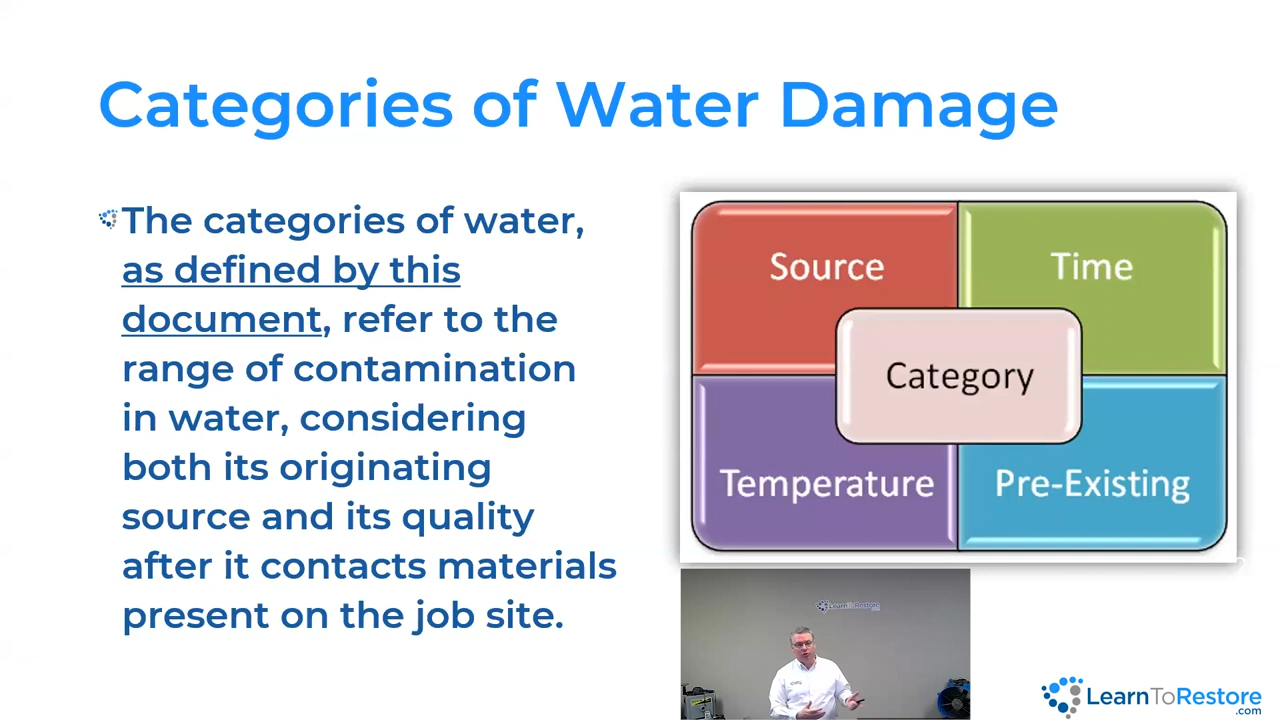 Categories of Water Damage
The categories of water,
as defined by this
document, refer to the
range of contamination
in water, considering
both its originating
source and its quality
after it contacts materials
present on the job site.
Source
Time
Category
Temperature
Pre-Existing
LearnToRestore
LearnToRestore
.com